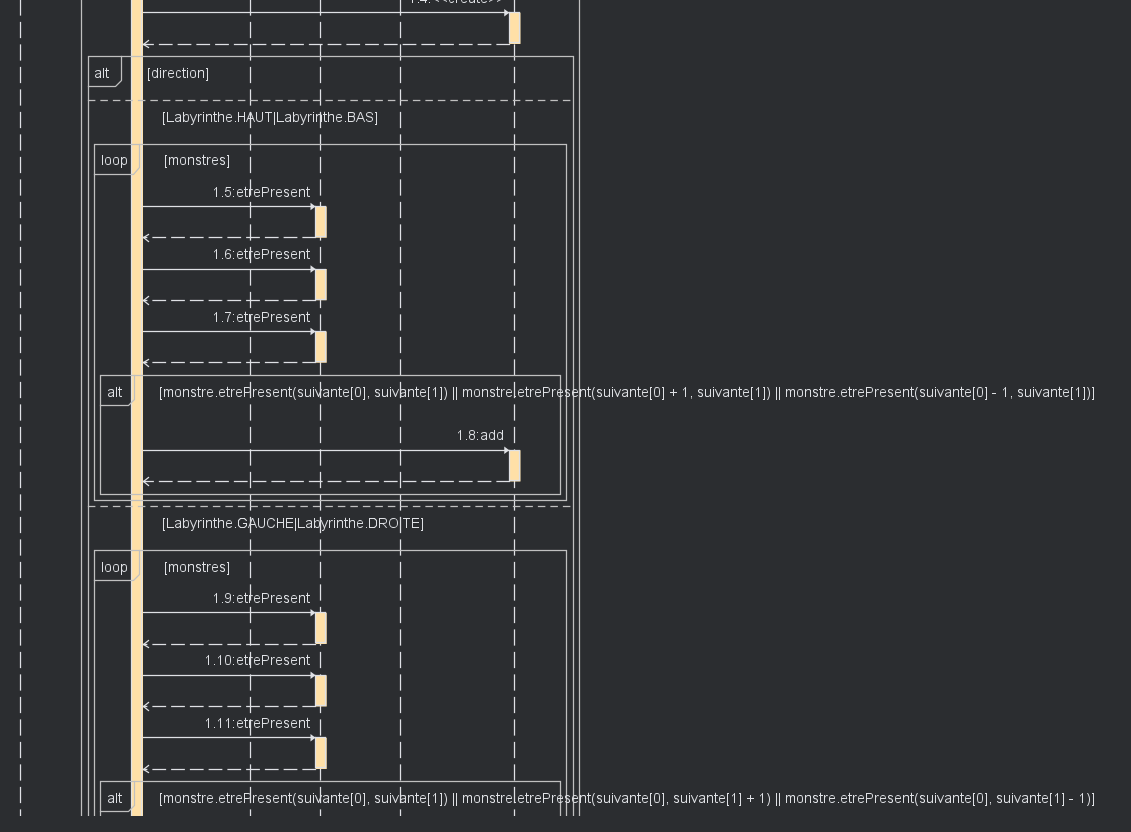 1.4:<<create>>
alt [direction]
[Labyrinthe.HAUT|Labyrinthe.BAS]
loop [monstres]
1.5:etrePresent
1.6:etrePresent
1.7:etrePresent
alt [monstre.etrePresent(suivante[0], suivante[1]) || monstre.etrePresent(suivante[0] + 1, suivante[1]) || monstre.etrePresent(suivante[0] - 1, suivante[1])]
1.8:add
[Labyrinthe.GAUCHE|Labyrinthe.DROITE]
loop [monstres]
1.9:etrePresent
1.10:etrePresent
1.11:etrePresent
alt [monstre.etrePresent(suivante[0], suivante[1]) || monstre.etrePresent(suivante[0], suivante[1] + 1) || monstre.etrePresent(suivante[0], suivante[1] - 1)]